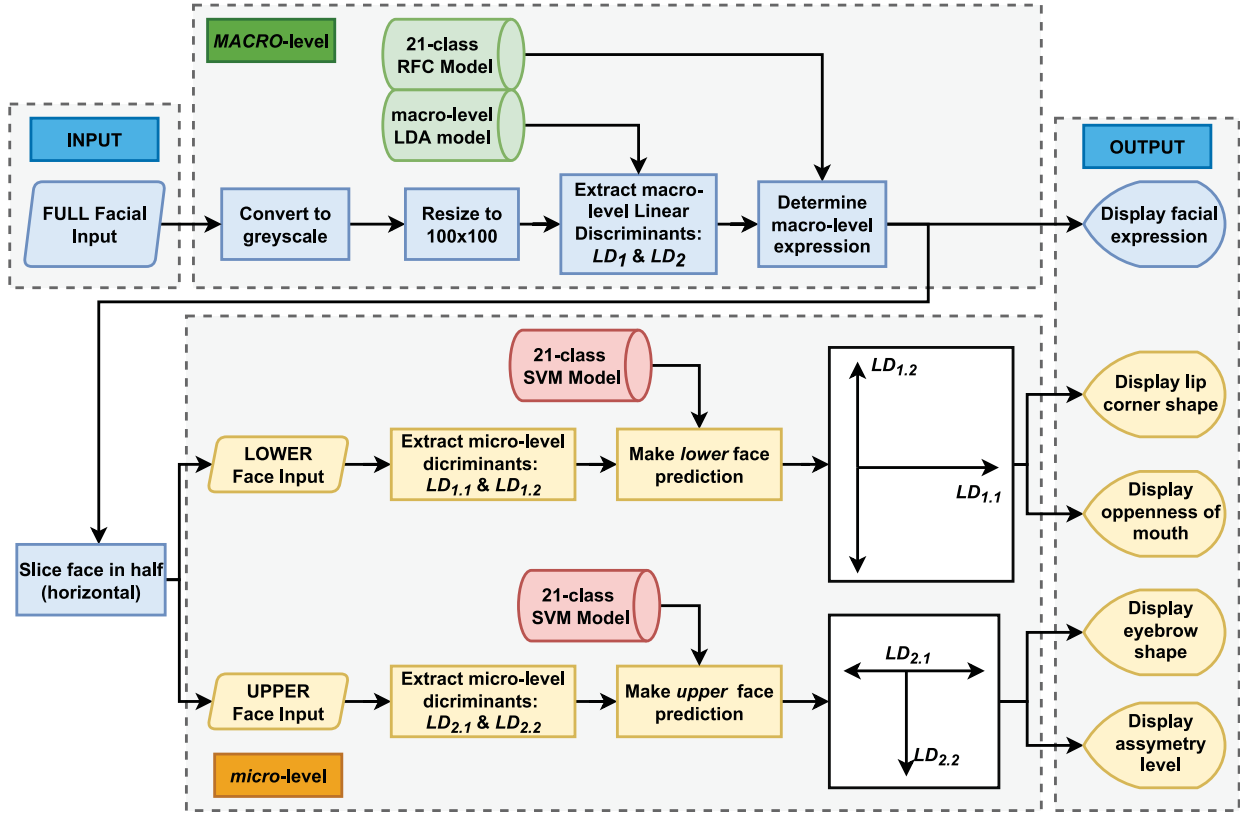 MACRO-level
21-class
RFC Model
macro-level
LDA model
INPUT
FULL Facial
Input
Convert to
greyscale
Resize to
100x100
Extract macro-
level Linear
Discriminants:
LD1 & LD2
Determine
macro-level
expression
OUTPUT
Display facial
expression
Slice face in half
(horizontal)
21-class
SVM Model
LOWER
Face Input
Extract micro-level
dicriminants:
LD1.1 & LD1.2
Make lower face
prediction
LD1.2
LD1.1
Display lip
corner shape
Display
oppenness of
mouth
21-class
SVM Model
UPPER
Face Input
Extract micro-level
dicriminants:
LD2.1 & LD2.2
Make upper face
prediction
LD2.1
LD2.2
Display
eyebrow
shape
Display
assymetry
level
micro-level